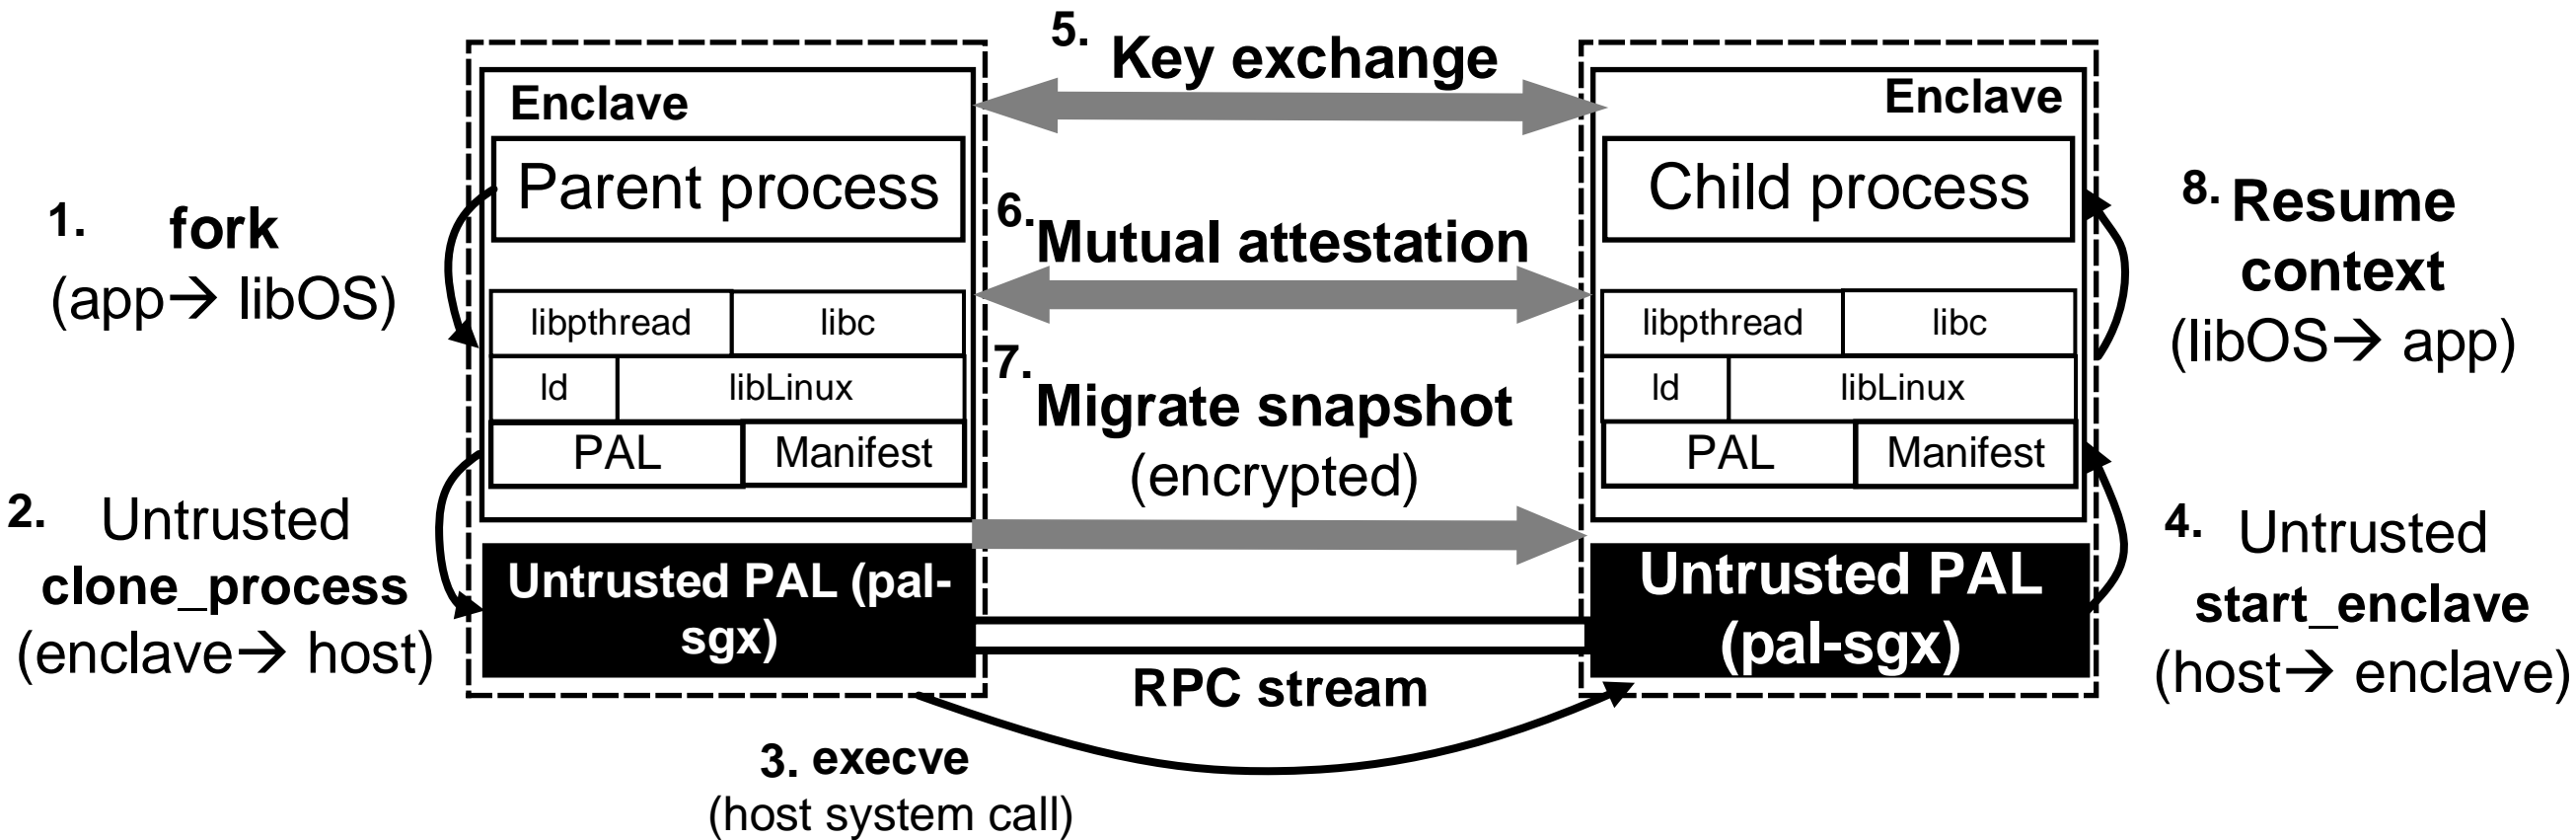 1. fork
(app→ libOS)
2. Untrusted
clone_process
(enclave→ host)
Enclave
Parent process
libpthread libc
ld libLinux
PAL Manifest
Untrusted PAL (pal-
sgx)
3. execve
(host system call)
5. Key exchange
6. Mutual attestation
7. Migrate snapshot
(encrypted)
RPC stream
Enclave
Child process
libpthread libc
ld libLinux
PAL Manifest
Untrusted PAL
(pal-sgx)
8. Resume
context
(libOS→ app)
4. Untrusted
start_enclave
(host→ enclave)